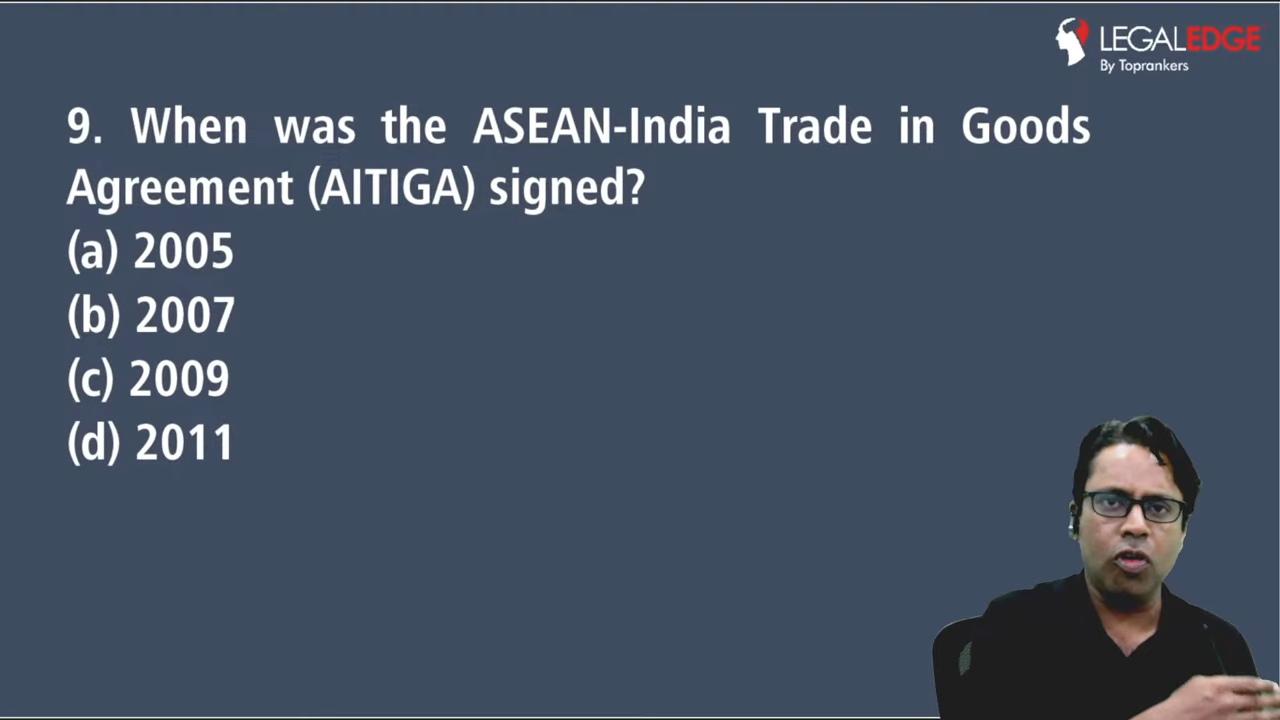 LEGALEDGE
By Toprankers
9. When was the ASEAN-India Trade in Goods
Agreement (AITIGA) signed?
(a) 2005
(b) 2007
(c) 2009
(d) 2011